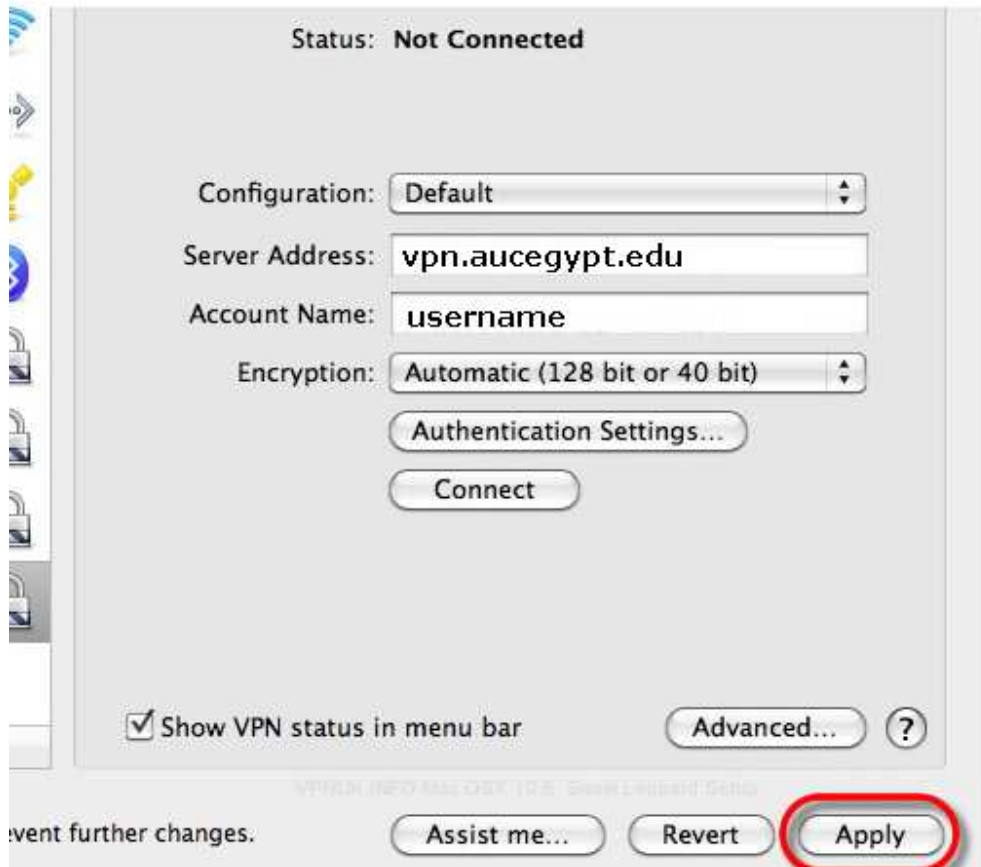 Status: Not Connected
Configuration: Default
Server Address: vpn.aucegypt.edu
Account Name: username
Encryption: Automatic (128 bit or 40 bit)
Authentication Settings...
Connect
Show VPN status in menu bar Advanced... ?
further changes. Assist me... Revert Apply